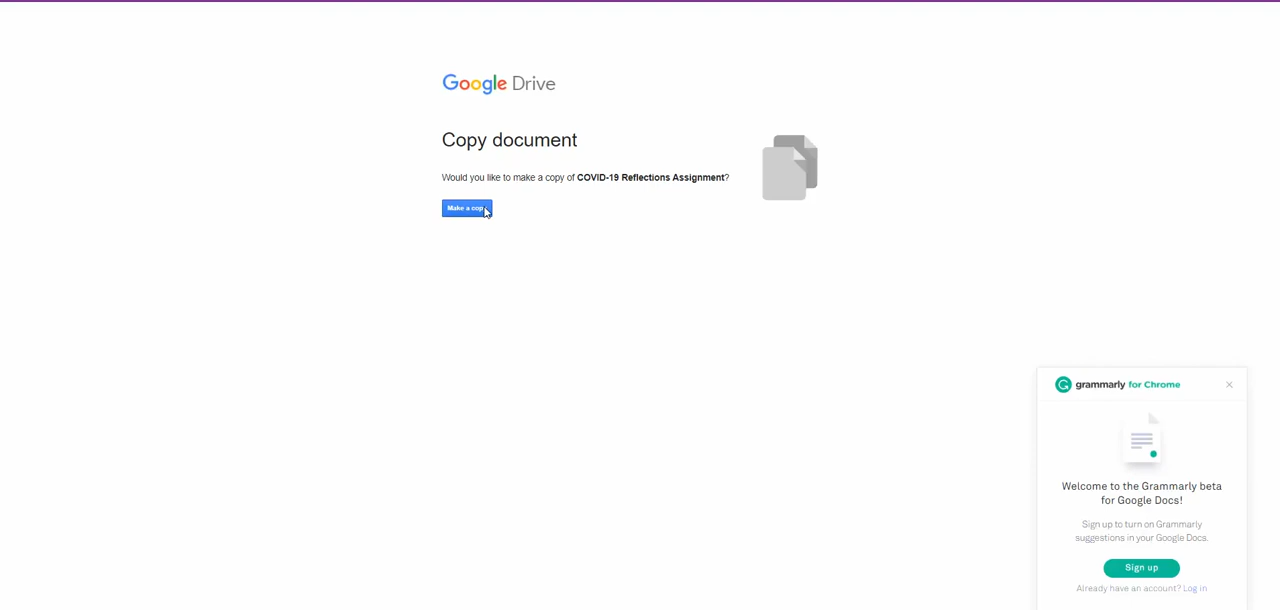 Google Drive
Copy document
Would you like to make a copy of COVID-19 Reflections Assignment?
Make a cop
grammarly for Chrome
Welcome to the Grammarly beta
for Google Docs!
Sign up to turn on Grammarly
suggestions in your Google Docs.
Sign up
Already have an account? Log in